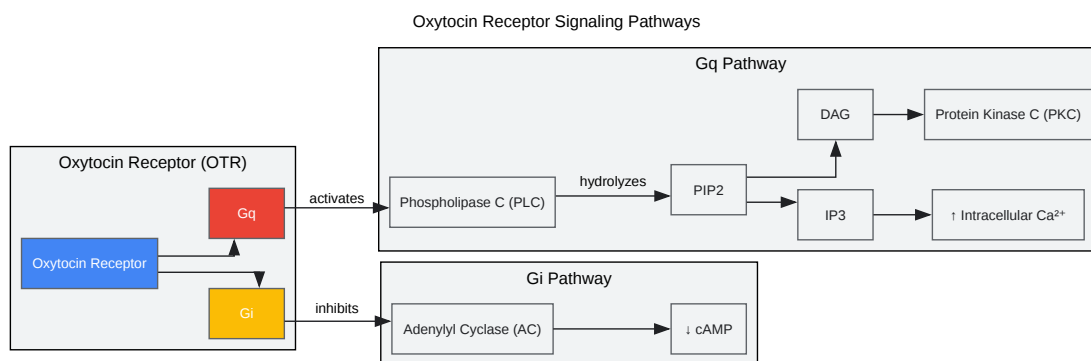 Oxytocin Receptor Signaling Pathways
Gq Pathway
DAG
Protein Kinase C (PKC)
Oxytocin Receptor (OTR)
Gq
activates
Phospholipase C (PLC)
hydrolyzes
PIP2
IP3
↑ Intracellular Ca²⁺
Oxytocin Receptor
Gi Pathway
Gi
inhibits
Adenylyl Cyclase (AC)
↓ cAMP